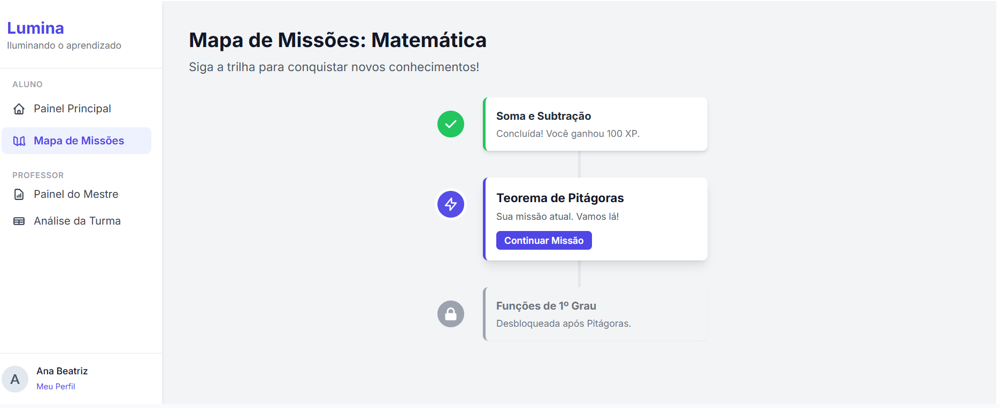 Lumina
Iluminando o aprendizado
ALUNO
Painel Principal
Mapa de Missões
PROFESSOR
Painel do Mestre
Análise da Turma
A
Ana Beatriz
Meu Perfil
Mapa de Missões: Matemática
Siga a trilha para conquistar novos conhecimentos!
Soma e Subtração
Concluída! Você ganhou 100 XP.
Teorema de Pitágoras
Sua missão atual. Vamos lá!
Continuar Missão
Funções de 1º Grau
Desbloqueada após Pitágoras.